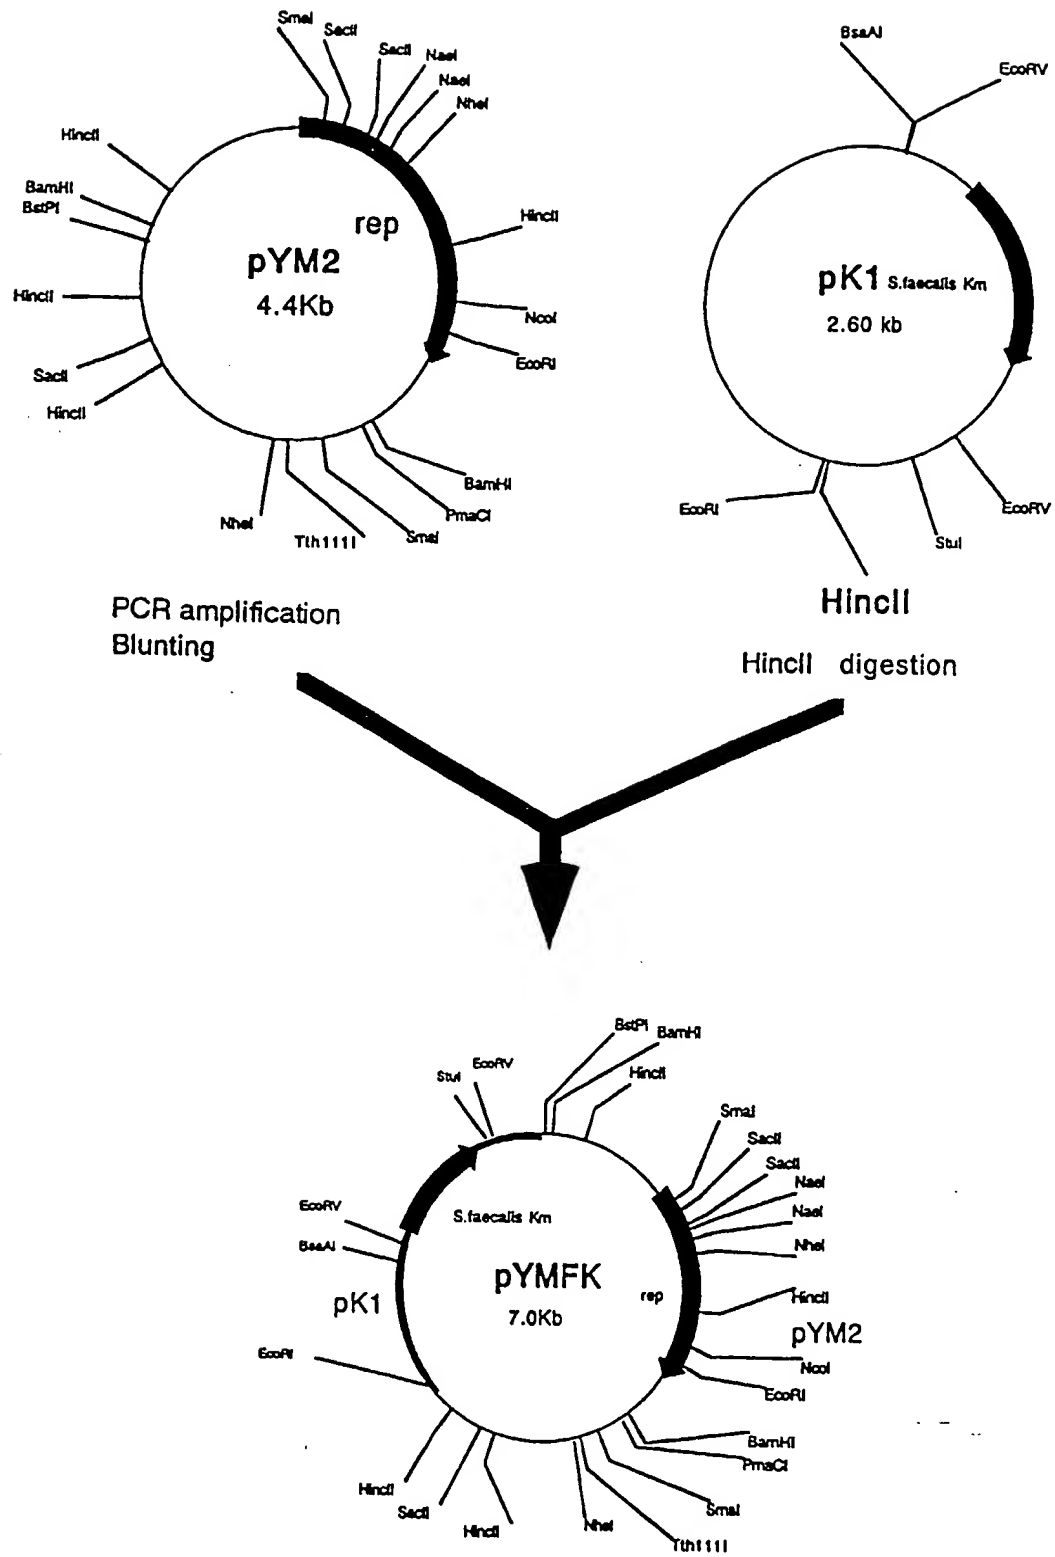 SmaI
SacII
SacII
NaeI
NaeI
NheI
HincII
BamHI
BstPI
HincII
SacII
HincII
NheI
Tth111I
SmaI
PmaCI
BamHI
EcoRI
NcoI
HincII
rep
pYM2
4.4Kb
BsaAI
EcoRV
pK1 S.faecalis Km
2.60 kb
EcoRI
HincII
StuI
EcoRV
PCR amplification
Blunting
HincII digestion
StuI
EcoRV
BstPI
BamHI
HincII
SmaI
SacII
SacII
NaeI
NaeI
NheI
HincII
pYM2
NcoI
EcoRI
BamHI
PmaCI
SmaI
Tth111I
NheI
HincII
SacII
HincII
EcoRI
pK1
BsaAI
EcoRV
S.faecalis Km
pYMFK
7.0Kb
rep